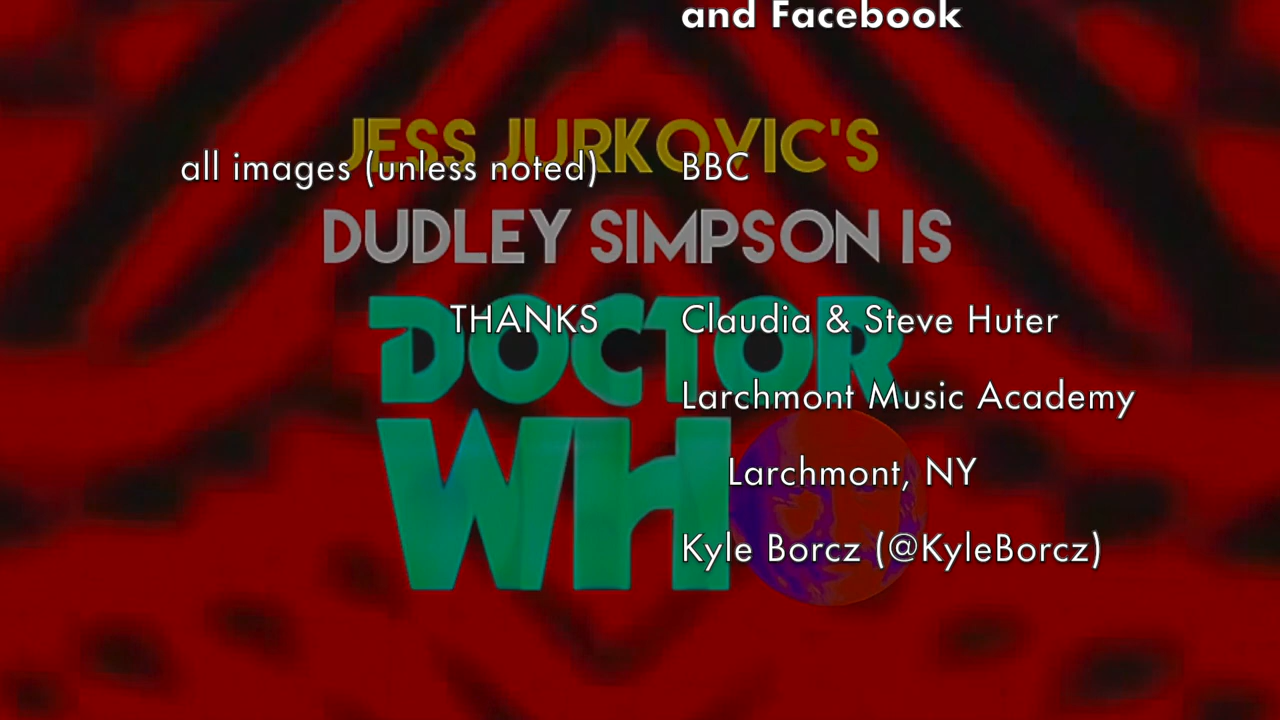 and Facebook
JESS JURKOVIC'S
all images (unless noted) BBC
DUDLEY SIMPSON IS
DOCTOR
THANKS Claudia & Steve Huter
Larchmont Music Academy
WHO
Larchmont, NY
Kyle Borcz (@KyleBorcz)